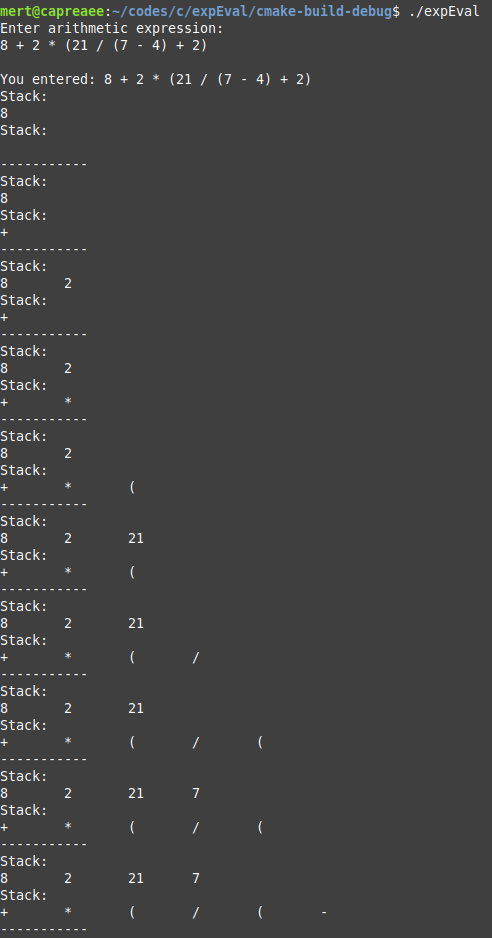 mert@capreaee:~/codes/c/expEval/cmake-build-debug$ ./expEval
Enter arithmetic expression:
8 + 2 * (21 / (7 - 4) + 2)
You entered: 8 + 2 * (21 / (7 - 4) + 2)
Stack:
8
Stack:
-----------
Stack:
8
Stack:
+
-----------
Stack:
8 2
Stack:
+
-----------
Stack:
8 2
Stack:
+ *
-----------
Stack:
8 2
Stack:
+ * (
-----------
Stack:
8 2 21
Stack:
+ * (
-----------
Stack:
8 2 21
Stack:
+ * ( /
-----------
Stack:
8 2 21
Stack:
+ * ( / (
-----------
Stack:
8 2 21 7
Stack:
+ * ( / (
-----------
Stack:
8 2 21 7
Stack:
+ * ( / ( -
-----------